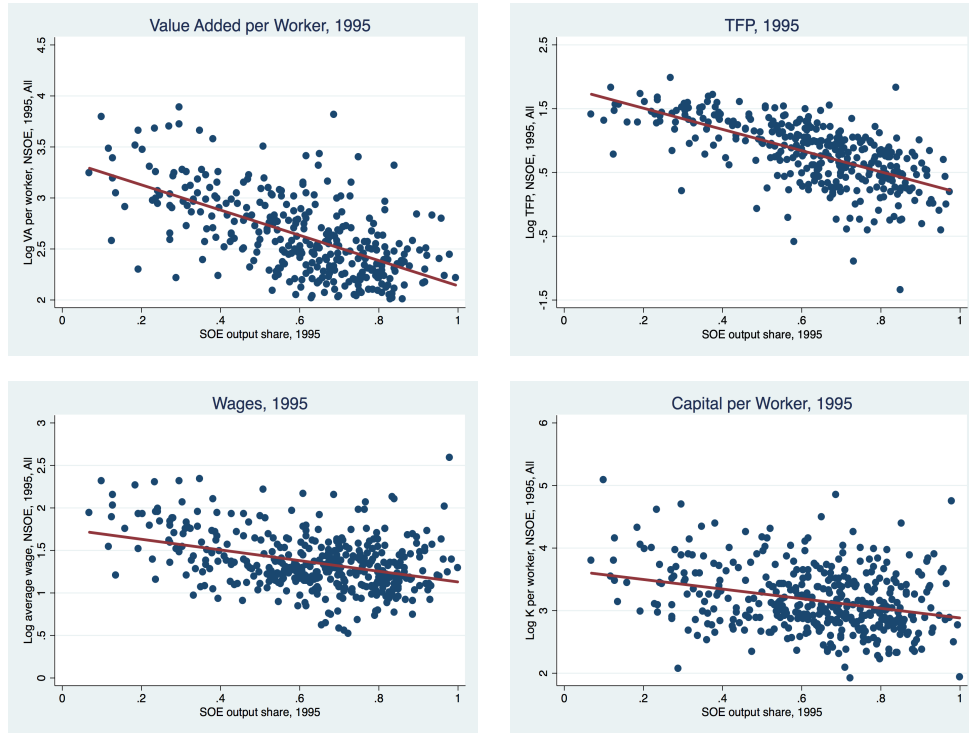 Value Added per Worker, 1995
Log VA per worker, NSOE, 1995, All
4.5
4
3.5
3
2.5
2
0 .2 .4 .6 .8 1
SOE output share, 1995
TFP, 1995
Log TFP, NSOE, 1995, All
2.5
1.5
.5
-.5
-1.5
0 .2 .4 .6 .8 1
SOE output share, 1995
Wages, 1995
Log average wage, NSOE, 1995, All
3
2.5
2
1.5
1
.5
0
0 .2 .4 .6 .8 1
SOE output share, 1995
Capital per Worker, 1995
Log K per worker, NSOE, 1995, All
6
5
4
3
2
0 .2 .4 .6 .8 1
SOE output share, 1995